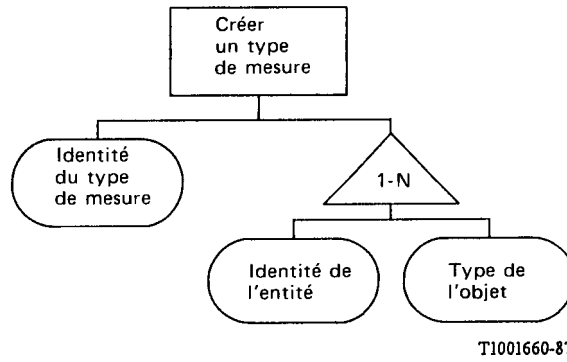 Créer
un type
de mesure
Identité
du type
de mesure
1-N
Identité de
l'entité
Type de
l'objet
T1001660-87